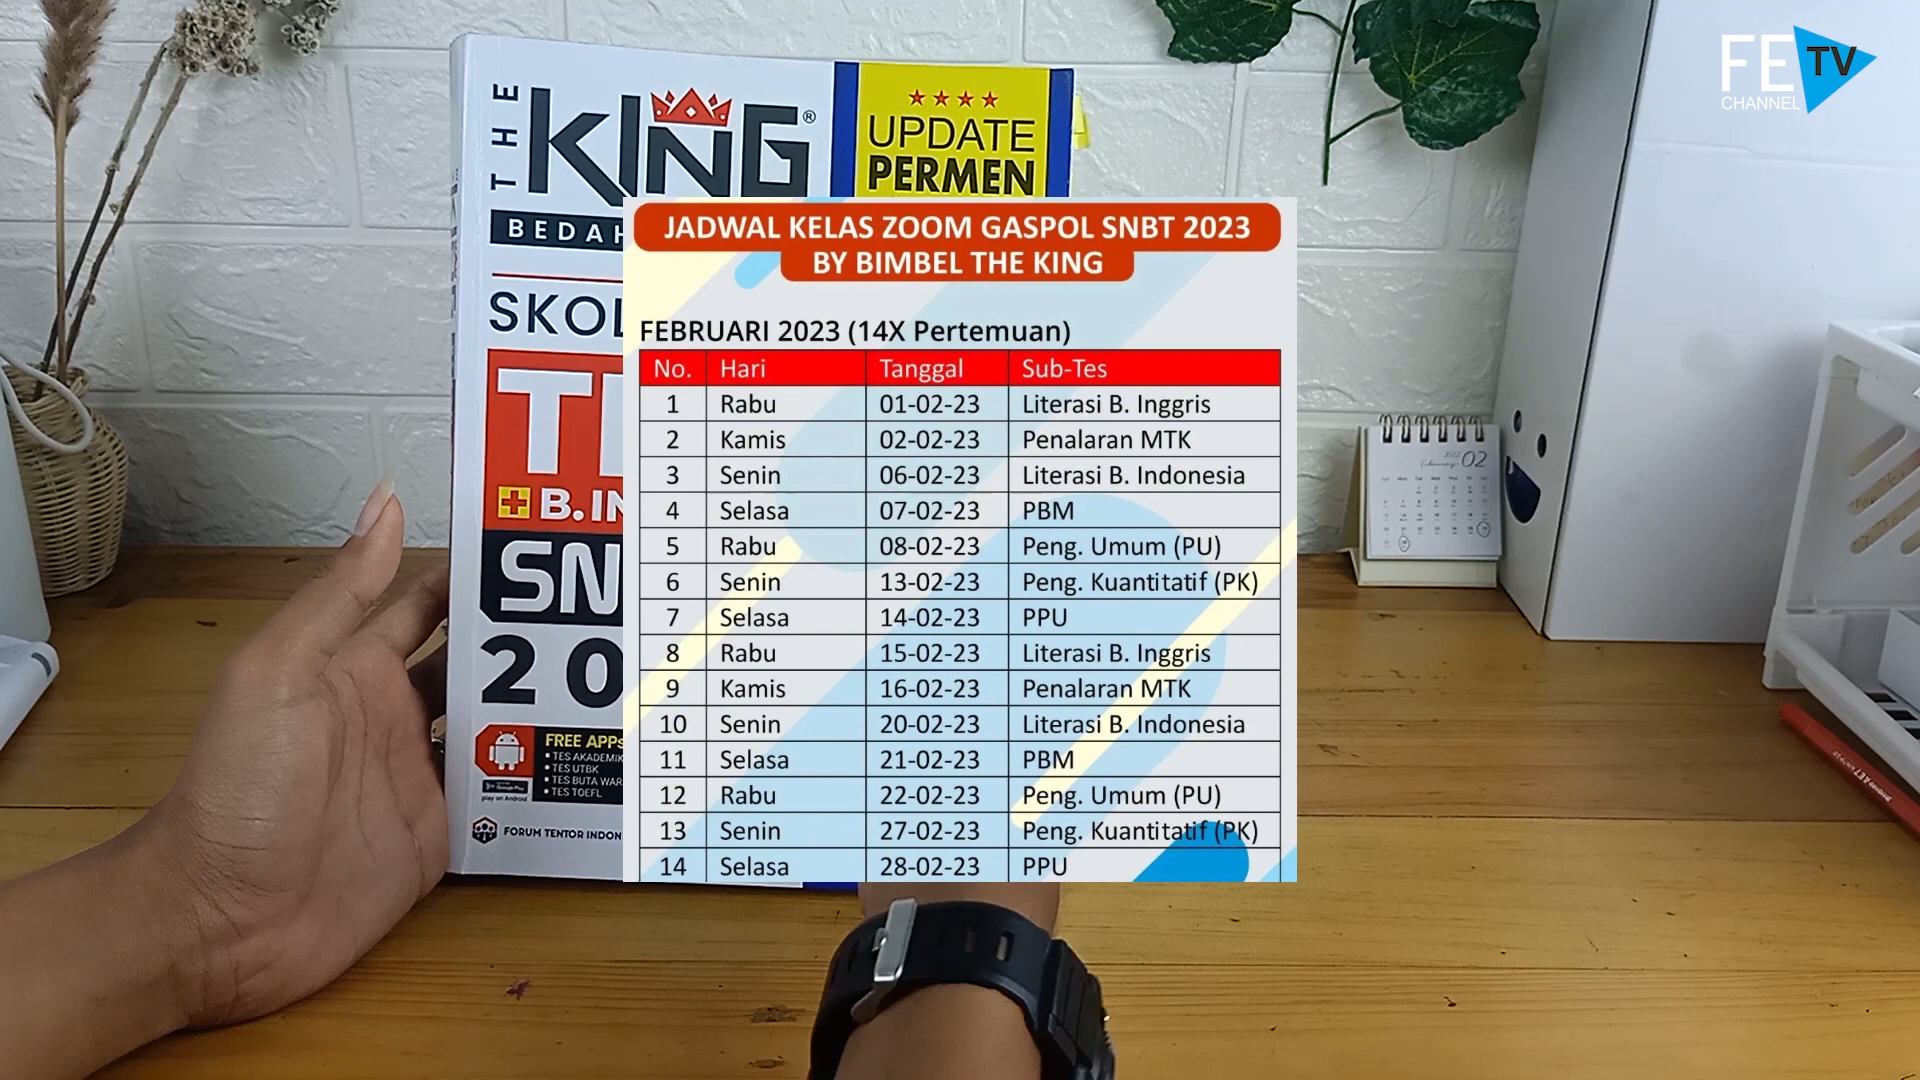 THE
KING®
BEDAH
SKOL
B.IN
SN
20
FREE APPs
• TES AKADEMIK
• TES UTBK
• TES BUTA WAR
• TES TOEFL
play on Android
FORUM TENTOR INDON
★★★★
UPDATE
PERMEN
FE TV
CHANNEL
JADWAL KELAS ZOOM GASPOL SNBT 2023
BY BIMBEL THE KING
FEBRUARI 2023 (14X Pertemuan)
No. Hari Tanggal Sub-Tes
1 Rabu 01-02-23 Literasi B. Inggris
2 Kamis 02-02-23 Penalaran MTK
3 Senin 06-02-23 Literasi B. Indonesia
4 Selasa 07-02-23 PBM
5 Rabu 08-02-23 Peng. Umum (PU)
6 Senin 13-02-23 Peng. Kuantitatif (PK)
7 Selasa 14-02-23 PPU
8 Rabu 15-02-23 Literasi B. Inggris
9 Kamis 16-02-23 Penalaran MTK
10 Senin 20-02-23 Literasi B. Indonesia
11 Selasa 21-02-23 PBM
12 Rabu 22-02-23 Peng. Umum (PU)
13 Senin 27-02-23 Peng. Kuantitatif (PK)
14 Selasa 28-02-23 PPU
February 02